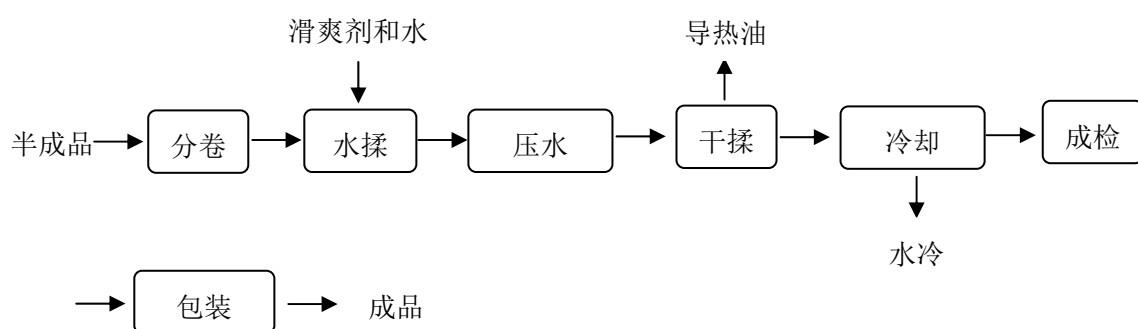 滑爽剂和水
导热油
半成品
分卷
水揉
压水
干揉
冷却
成检
水冷
包装
成品